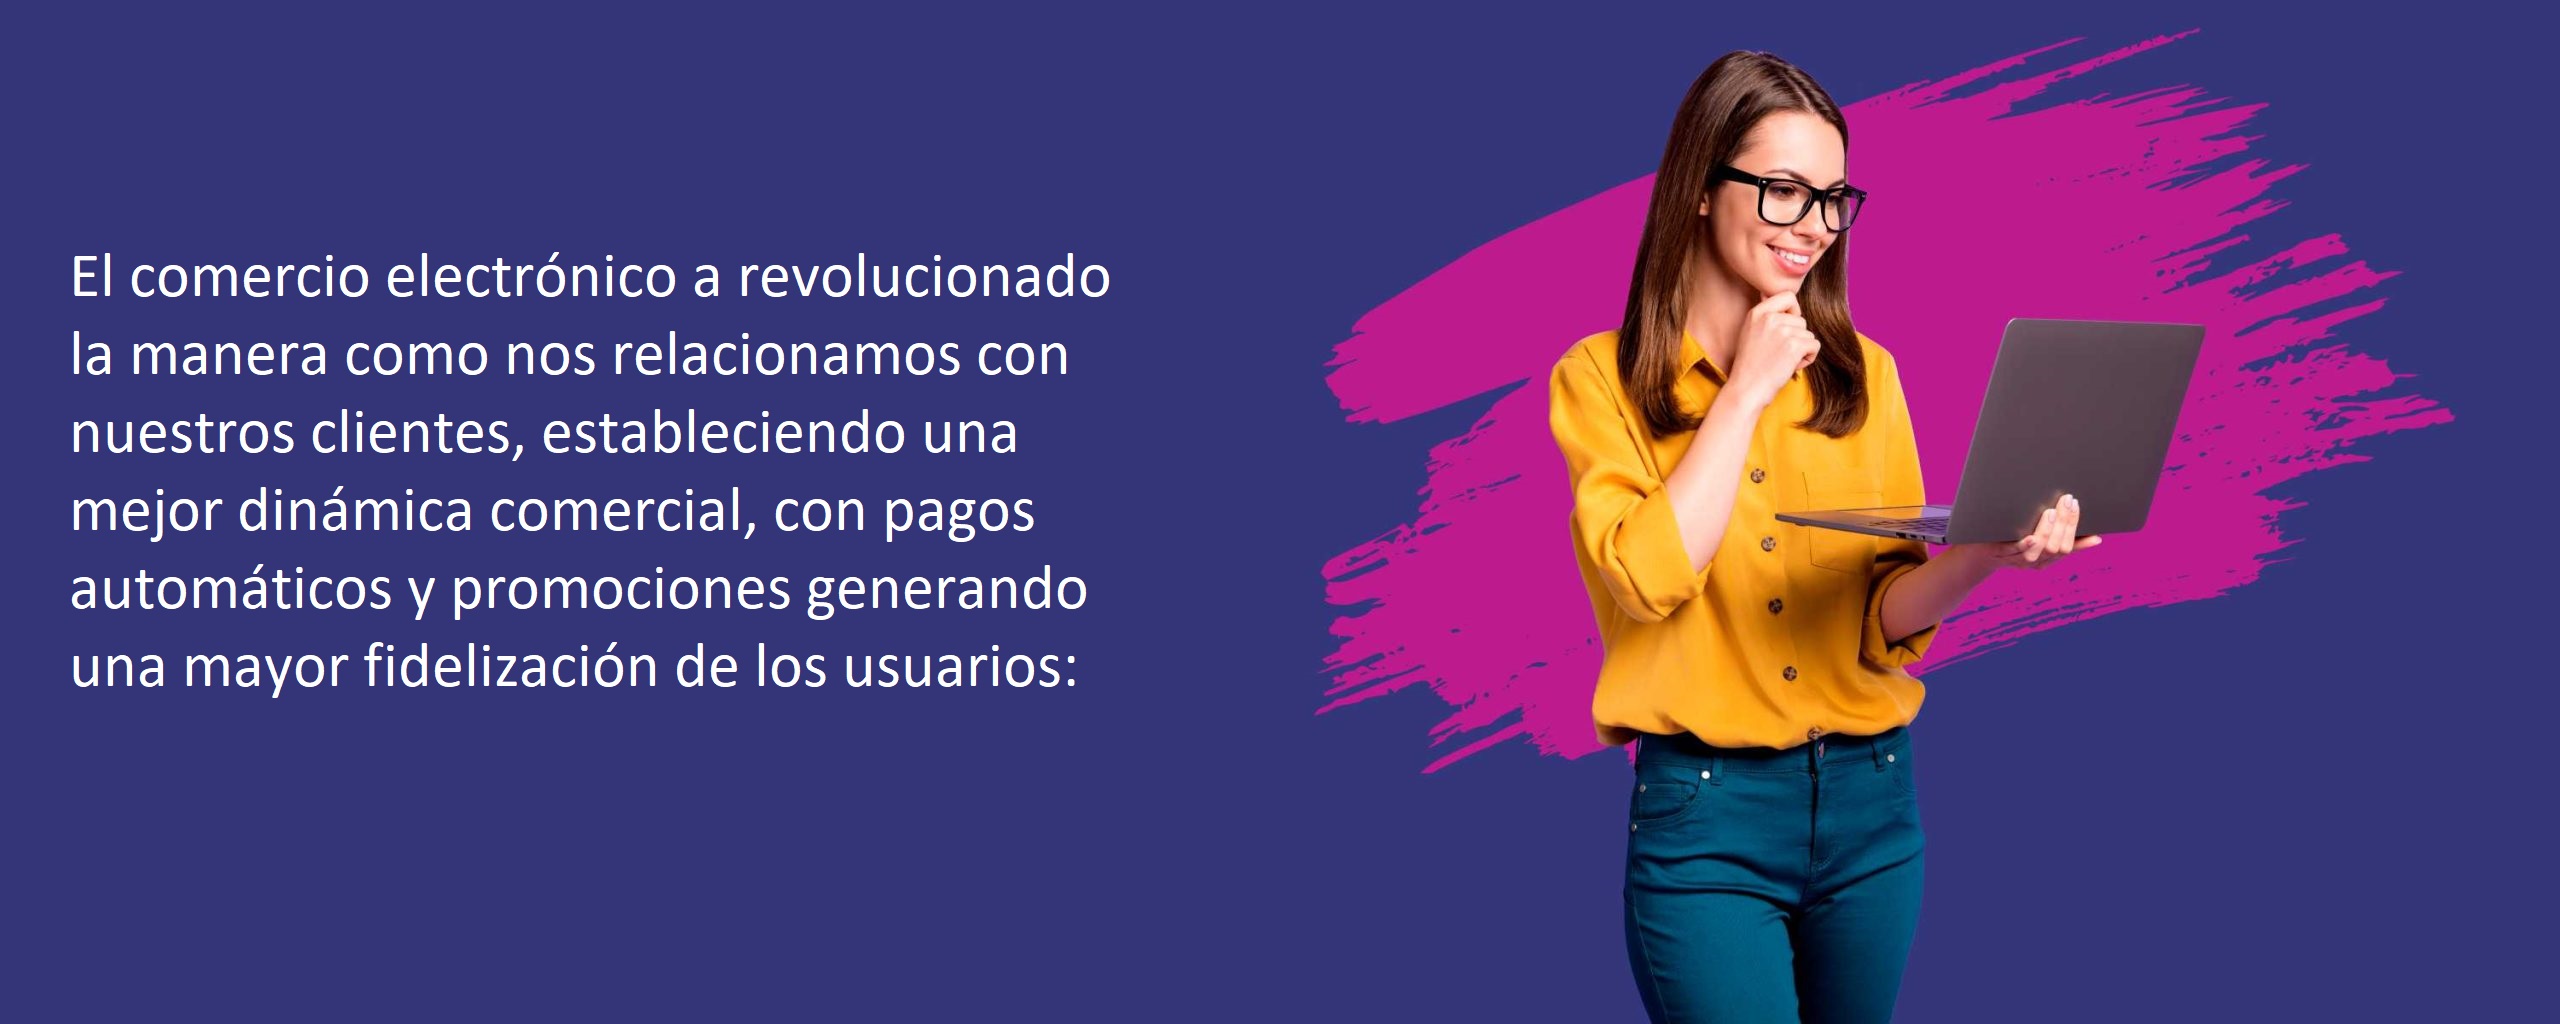 El comercio electrónico a revolucionado
la manera como nos relacionamos con
nuestros clientes, estableciendo una
mejor dinámica comercial, con pagos
automáticos y promociones generando
una mayor fidelización de los usuarios: